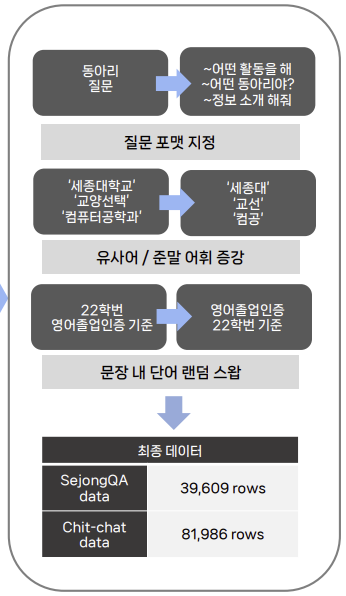 동아리
질문
~어떤 활동을 해
~어떤 동아리야?
~정보 소개 해줘
질문 포맷 지정
'세종대학교'
'교양선택'
'컴퓨터공학과'
'세종대'
'교선'
'컴공'
유사어 / 준말 어휘 증강
22학번
영어졸업인증 기준
영어졸업인증
22학번 기준
문장 내 단어 랜덤 스왑
최종 데이터
SejongQA
data
39,609 rows
Chit-chat
data
81,986 rows